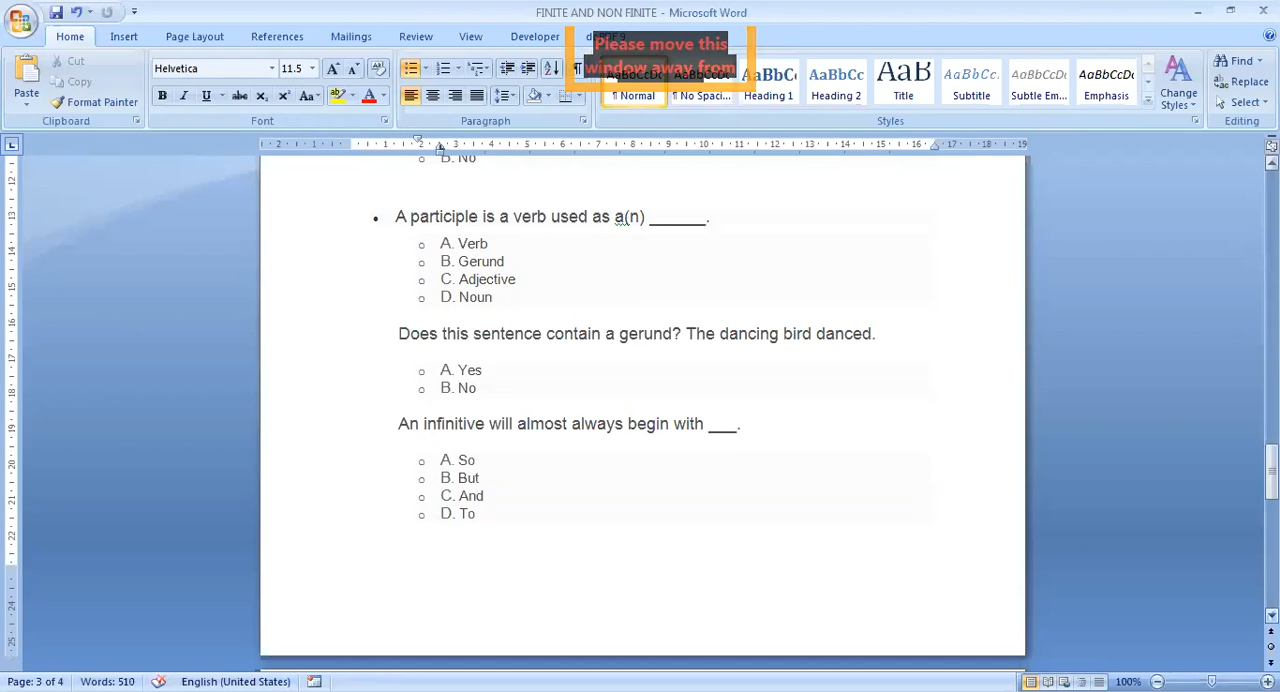 FINITE AND NON FINITE - Microsoft Word
Home Insert Page Layout References Mailings Review View Developer
Please move this
window away from
Paste
Cut
Copy
Format Painter
Clipboard
Helvetica 11.5
Font
Paragraph
¶ Normal ¶ No Spaci... Heading 1 Heading 2 Title Subtitle Subtle Em... Emphasis
Change
Styles
Styles
Find
Replace
Select
Editing
B. No
• A participle is a verb used as a(n) ______.
A. Verb
B. Gerund
C. Adjective
D. Noun
Does this sentence contain a gerund? The dancing bird danced.
A. Yes
B. No
An infinitive will almost always begin with ___.
A. So
B. But
C. And
D. To
Page: 3 of 4 Words: 510 English (United States) 100%